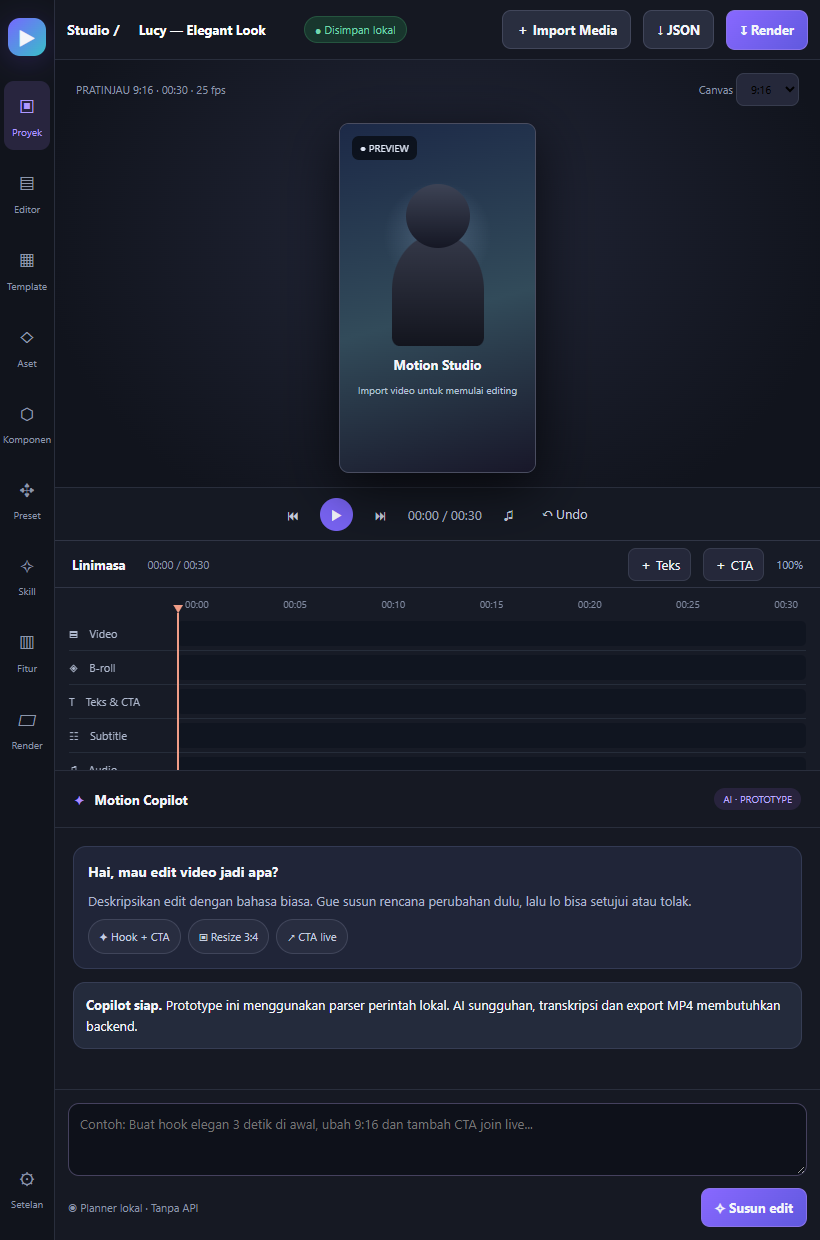 Studio /
Lucy — Elegant Look
● Disimpan lokal
+ Import Media
↓ JSON
↧ Render
Proyek
Editor
Template
Aset
Komponen
Preset
Skill
Fitur
Render
Setelan
PRATINJAU 9:16 · 00:30 · 25 fps
Canvas
9:16
● PREVIEW
Motion Studio
Import video untuk memulai editing
00:00 / 00:30
↶ Undo
Linimasa
00:00 / 00:30
+ Teks
+ CTA
100%
00:00
00:05
00:10
00:15
00:20
00:25
00:30
Video
B-roll
T Teks & CTA
Subtitle
Audio
✦ Motion Copilot
AI · PROTOTYPE
Hai, mau edit video jadi apa?
Deskripsikan edit dengan bahasa biasa. Gue susun rencana perubahan dulu, lalu lo bisa setujui atau tolak.
✦ Hook + CTA
▣ Resize 3:4
↗ CTA live
Copilot siap. Prototype ini menggunakan parser perintah lokal. AI sungguhan, transkripsi dan export MP4 membutuhkan
backend.
Contoh: Buat hook elegan 3 detik di awal, ubah 9:16 dan tambah CTA join live...
◉ Planner lokal · Tanpa API
✧ Susun edit